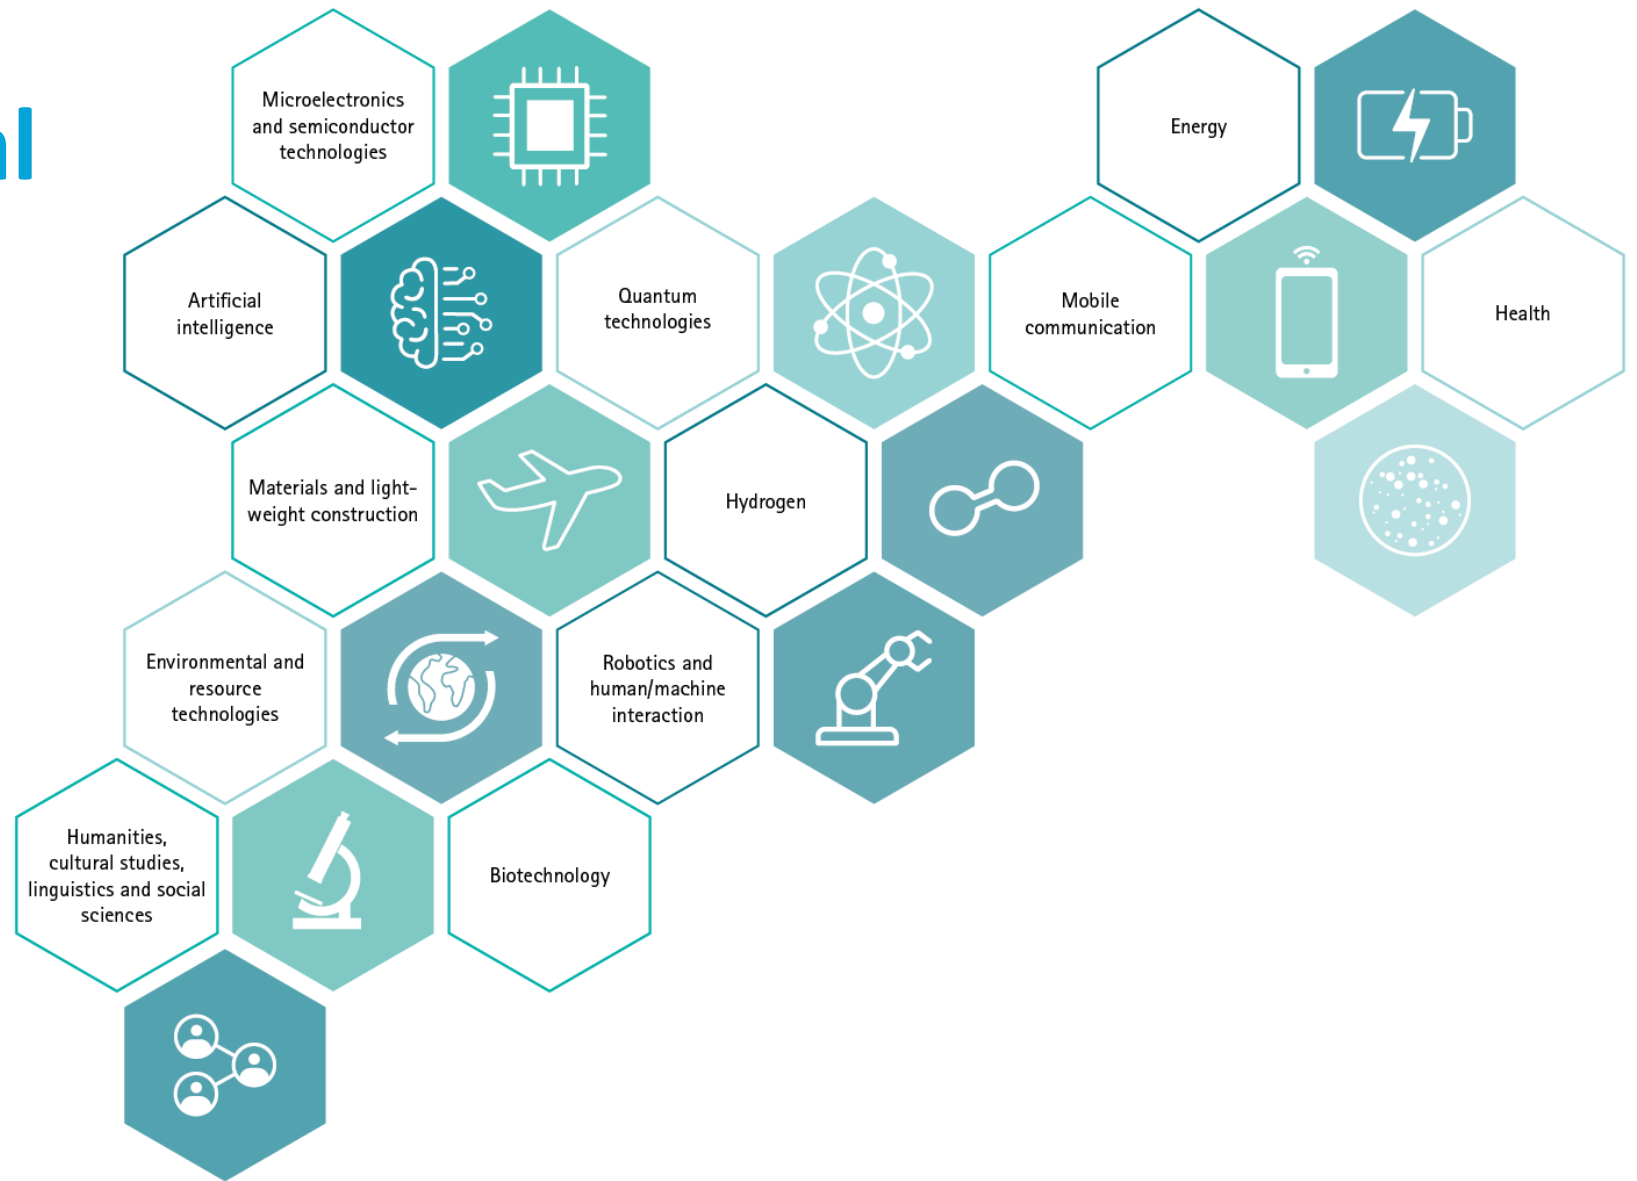 al
Microelectronics
and semiconductor
technologies
Energy
Artificial
intelligence
Quantum
technologies
Mobile
communication
Health
Materials and light-
weight construction
Hydrogen
Environmental and
resource
technologies
Robotics and
human/machine
interaction
Humanities,
cultural studies,
linguistics and social
sciences
Biotechnology